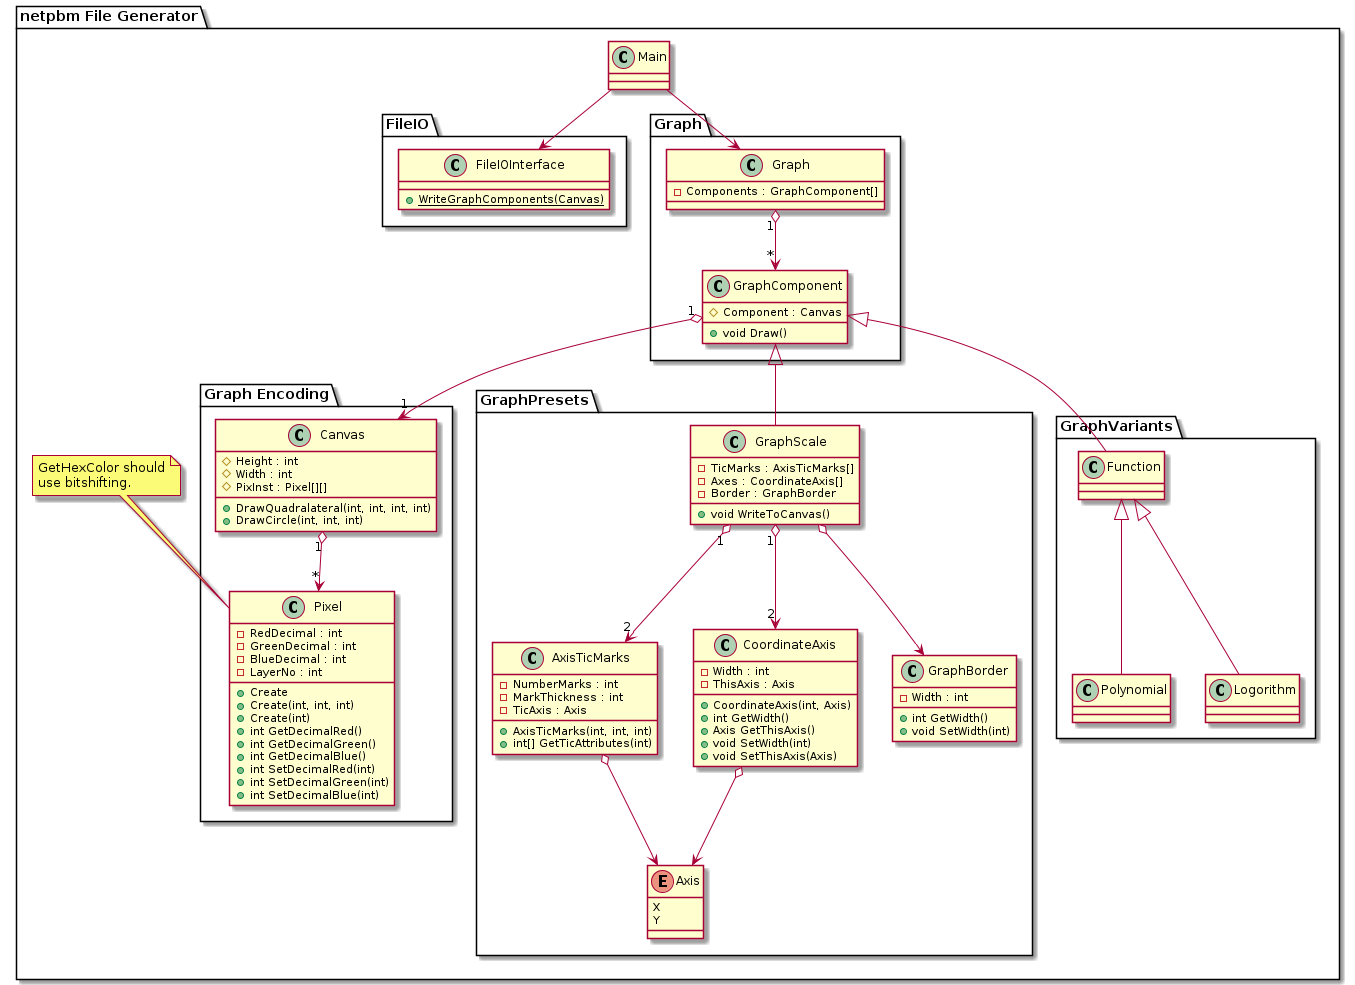 netpbm File Generator
C Main
FileIO
C FileIOInterface
WriteGraphComponents(Canvas)
Graph
C Graph
Components : GraphComponent[]
1
*
C GraphComponent
Component : Canvas
void Draw()
1
1
Graph Encoding
C Canvas
Height : int
Width : int
PixInst : Pixel[][]
DrawQuadralateral(int, int, int, int)
DrawCircle(int, int, int)
1
*
GetHexColor should
use bitshifting.
C Pixel
RedDecimal : int
GreenDecimal : int
BlueDecimal : int
LayerNo : int
Create
Create(int, int, int)
Create(int)
int GetDecimalRed()
int GetDecimalGreen()
int GetDecimalBlue()
int SetDecimalRed(int)
int SetDecimalGreen(int)
int SetDecimalBlue(int)
GraphPresets
C GraphScale
TicMarks : AxisTicMarks[]
Axes : CoordinateAxis[]
Border : GraphBorder
void WriteToCanvas()
1
1
2
2
C AxisTicMarks
NumberMarks : int
MarkThickness : int
TicAxis : Axis
AxisTicMarks(int, int, int)
int[] GetTicAttributes(int)
C CoordinateAxis
Width : int
ThisAxis : Axis
CoordinateAxis(int, Axis)
int GetWidth()
Axis GetThisAxis()
void SetWidth(int)
void SetThisAxis(Axis)
C GraphBorder
Width : int
int GetWidth()
void SetWidth(int)
E Axis
X
Y
GraphVariants
C Function
C Polynomial
C Logorithm